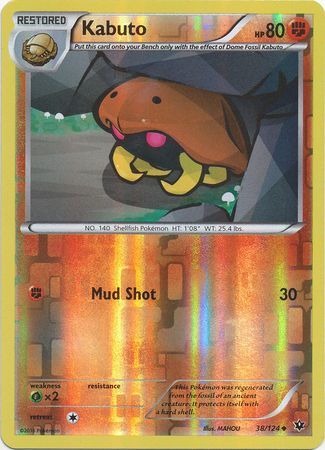 RESTORED
Kabuto
HP 80
Put this card onto your Bench only with the effect of Dome Fossil Kabuto
NO. 140 Shellfish Pokémon HT: 1'08" WT: 25.4 lbs.
Mud Shot 30
weakness
resistance
×2
This Pokémon was regenerated
from the fossil of an ancient
creature. It protects itself with
a hard shell.
retreat
©2016 Pokémon
Illus. MAHOU
38/124